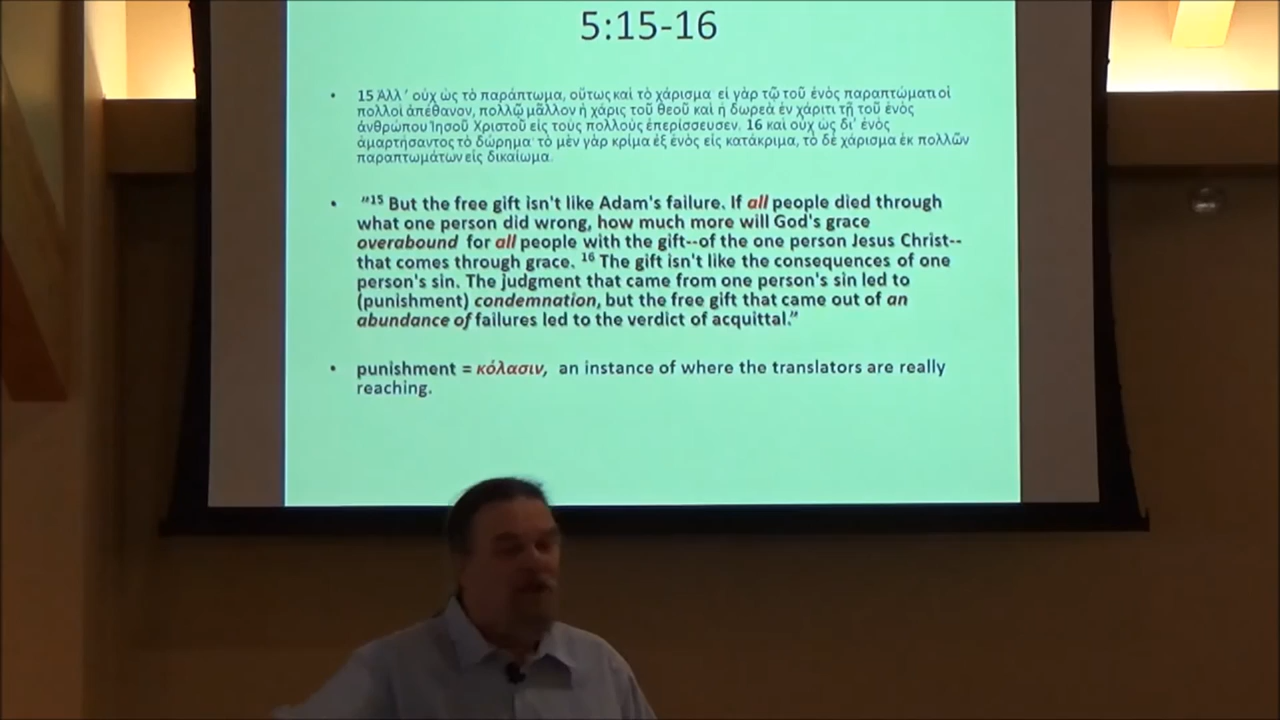 5:15-16
• 15 Ἀλλ ’ οὐχ ὡς τὸ παράπτωμα, οὕτως καὶ τὸ χάρισμα· εἰ γὰρ τῷ τοῦ ἑνὸς παραπτώματι οἱ
πολλοὶ ἀπέθανον, πολλῷ μᾶλλον ἡ χάρις τοῦ θεοῦ καὶ ἡ δωρεὰ ἐν χάριτι τῇ τοῦ ἑνὸς
ἀνθρώπου Ἰησοῦ Χριστοῦ εἰς τοὺς πολλοὺς ἐπερίσσευσεν. 16 καὶ οὐχ ὡς δι’ ἑνὸς
ἁμαρτήσαντος τὸ δώρημα· τὸ μὲν γὰρ κρίμα ἐξ ἑνὸς εἰς κατάκριμα, τὸ δὲ χάρισμα ἐκ πολλῶν
παραπτωμάτων εἰς δικαίωμα.
• "15 But the free gift isn't like Adam's failure. If all people died through
what one person did wrong, how much more will God's grace
overabound for all people with the gift--of the one person Jesus Christ--
that comes through grace. 16 The gift isn't like the consequences of one
person's sin. The judgment that came from one person's sin led to
(punishment) condemnation, but the free gift that came out of an
abundance of failures led to the verdict of acquittal."
• punishment = κόλασιν, an instance of where the translators are really
reaching.